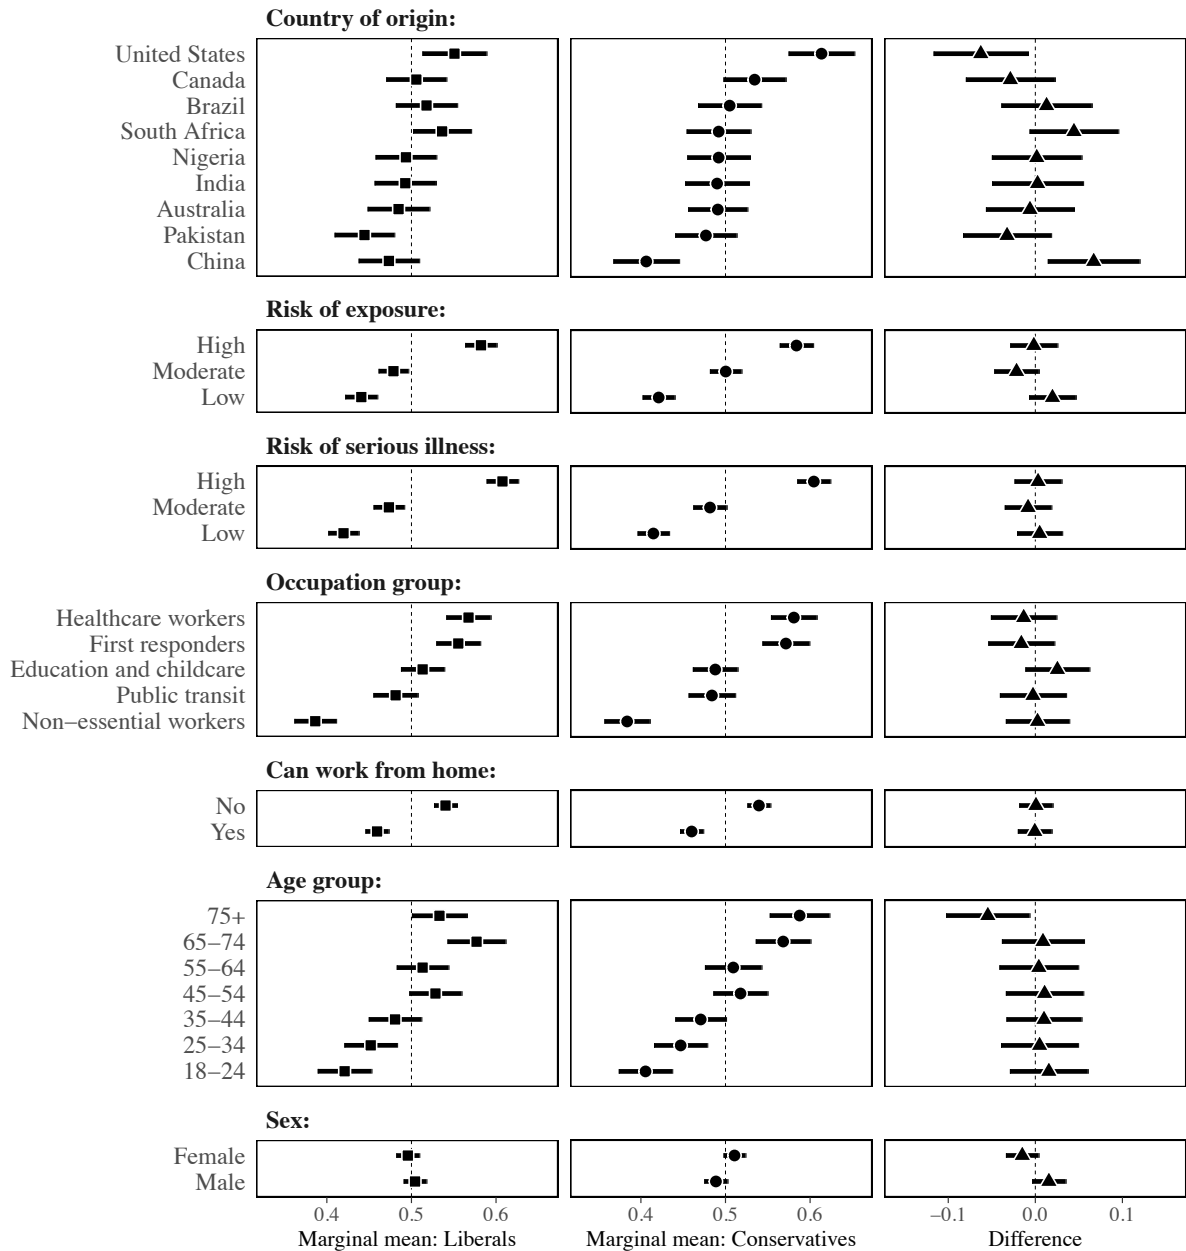 Country of origin:
United States
Canada
Brazil
South Africa
Nigeria
India
Australia
Pakistan
China
Risk of exposure:
High
Moderate
Low
Risk of serious illness:
High
Moderate
Low
Occupation group:
Healthcare workers
First responders
Education and childcare
Public transit
Non−essential workers
Can work from home:
No
Yes
Age group:
75+
65−74
55−64
45−54
35−44
25−34
18−24
Sex:
Female
Male
0.4 0.5 0.6 0.4 0.5 0.6 −0.1 0.0 0.1
Marginal mean: Liberals Marginal mean: Conservatives Difference